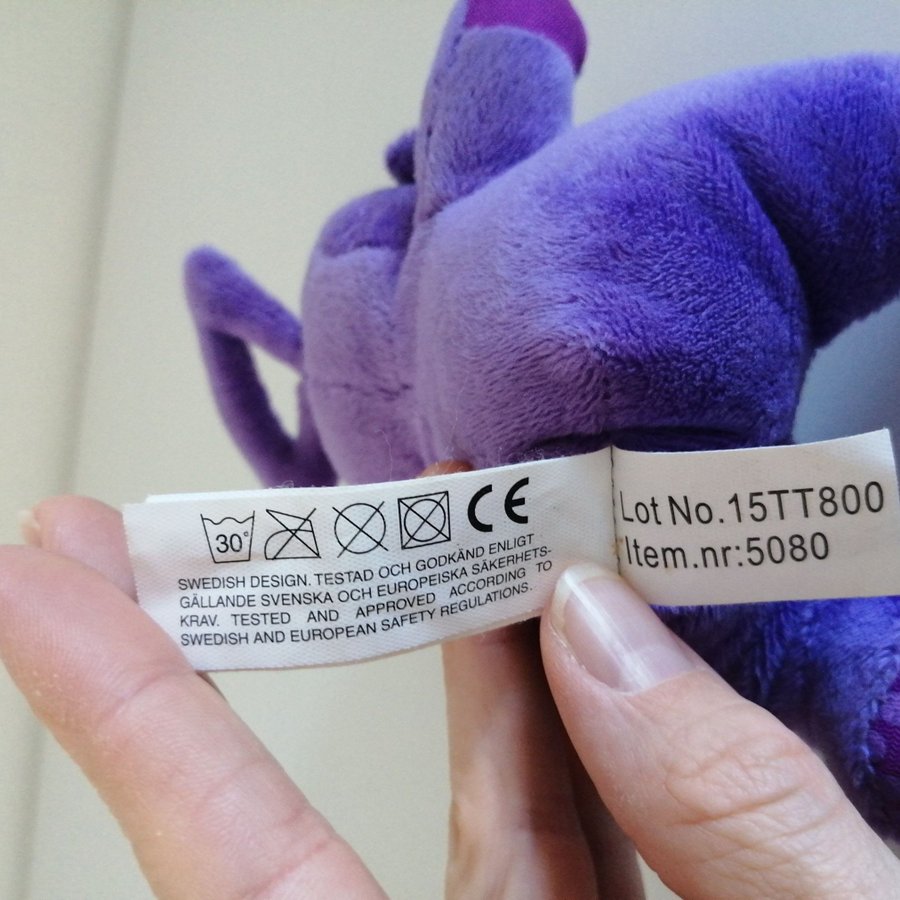 30°
CE
SWEDISH DESIGN. TESTAD OCH GODKÄND ENLIGT
GÄLLANDE SVENSKA OCH EUROPEISKA SÄKERHETS-
KRAV. TESTED AND APPROVED ACCORDING TO
SWEDISH AND EUROPEAN SAFETY REGULATIONS.
Lot No.15TT800
Item.nr:5080